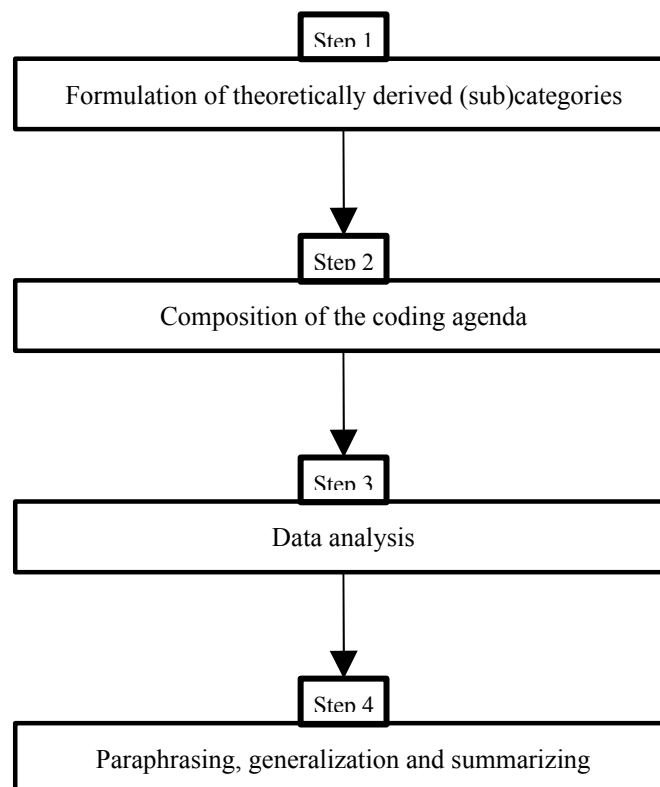 Step 1
Formulation of theoretically derived (sub)categories
Step 2
Composition of the coding agenda
Step 3
Data analysis
Step 4
Paraphrasing, generalization and summarizing